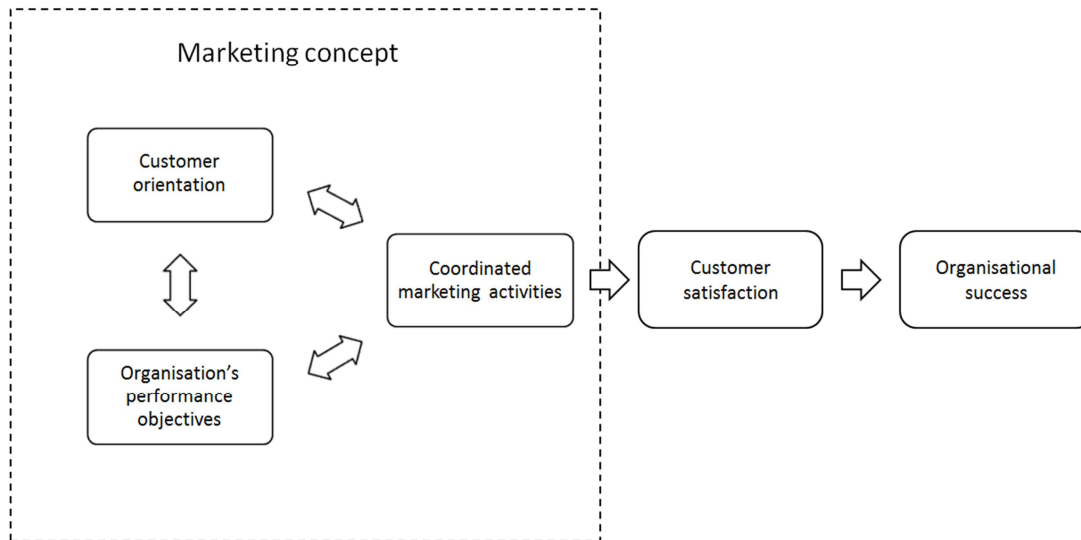 Marketing concept
Customer
orientation
Coordinated
marketing activities
Customer
satisfaction
Organisational
success
Organisation’s
performance
objectives